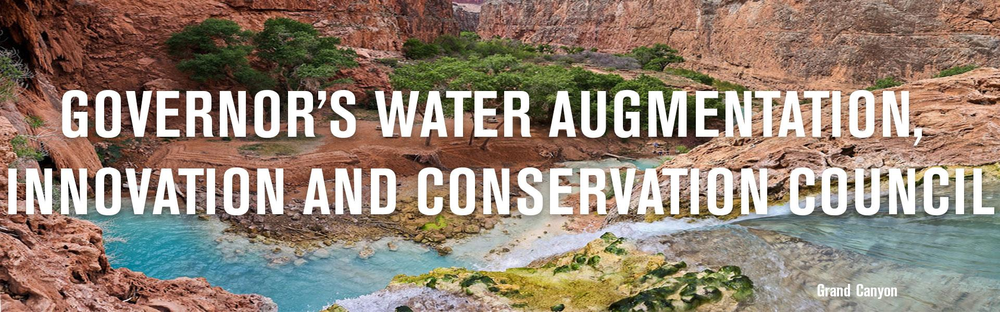 GOVERNOR’S WATER AUGMENTATION,
INNOVATION AND CONSERVATION COUNCIL
Grand Canyon